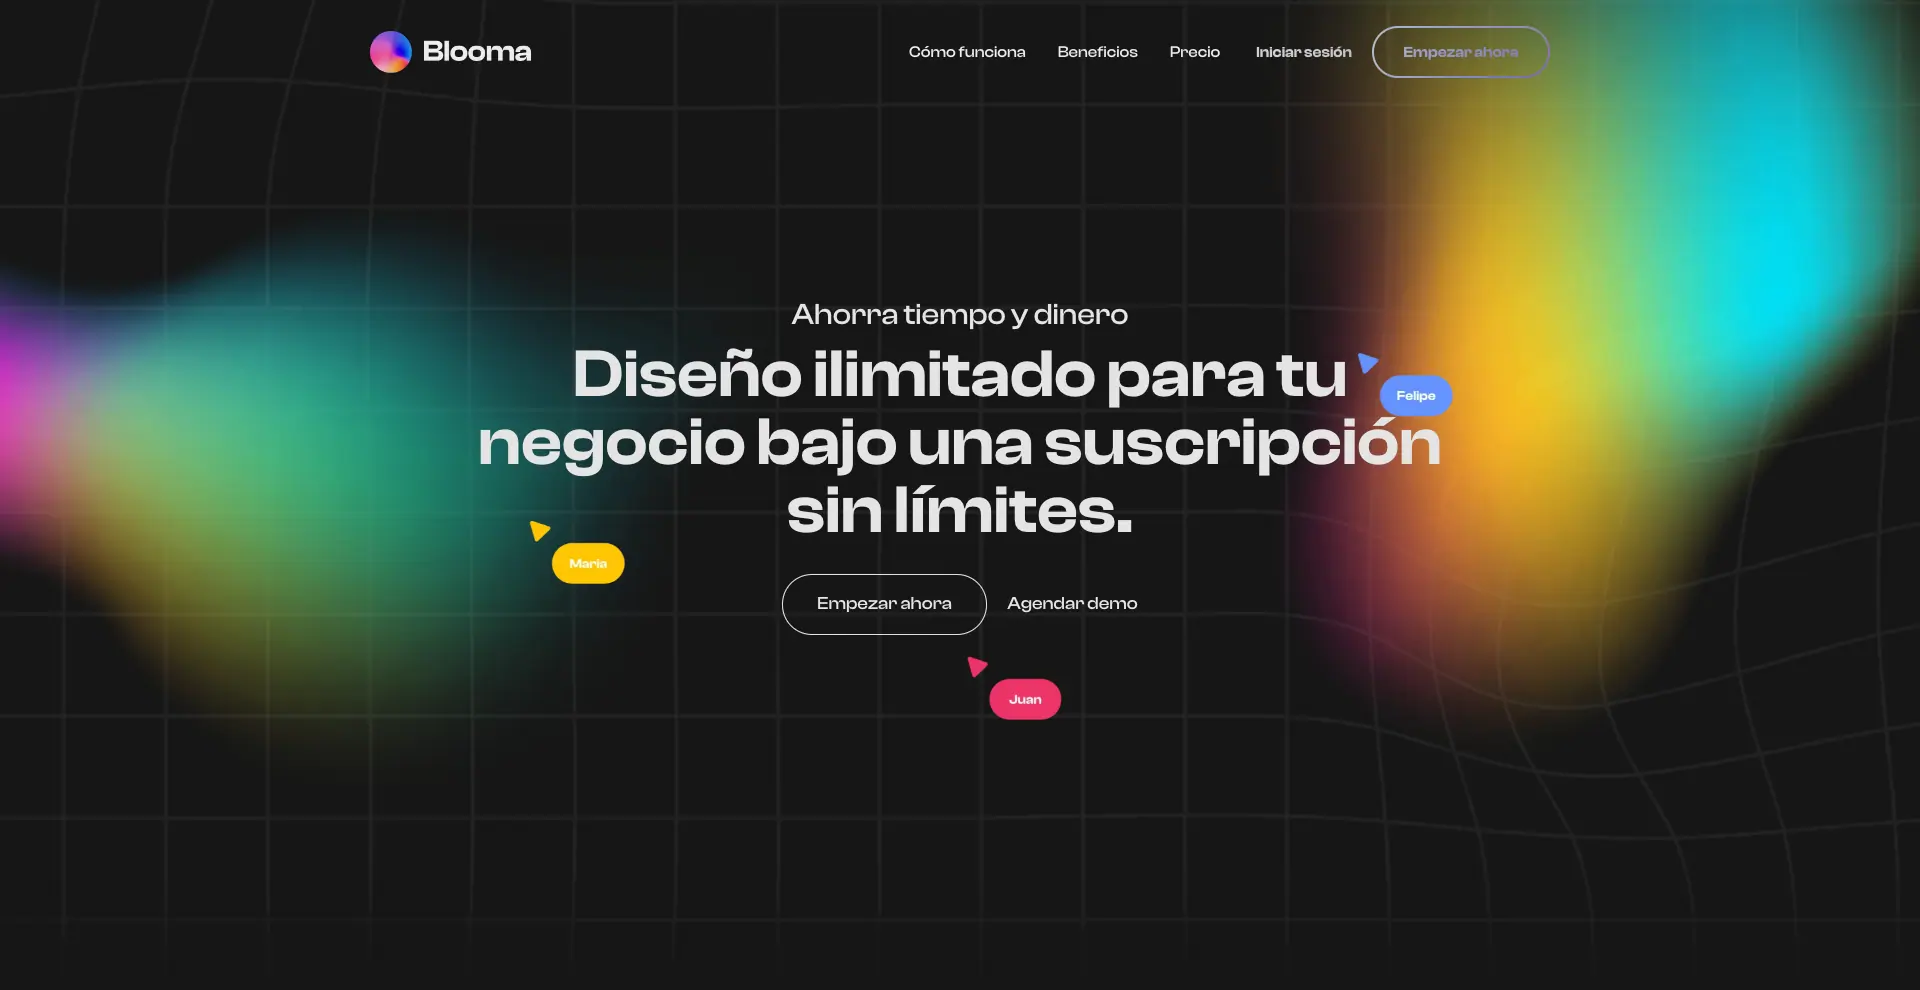 Blooma
Cómo funciona
Beneficios
Precio
Iniciar sesión
Empezar ahora
Ahorra tiempo y dinero
Diseño ilimitado para tu
negocio bajo una suscripción
sin límites.
Felipe
Maria
Empezar ahora
Agendar demo
Juan